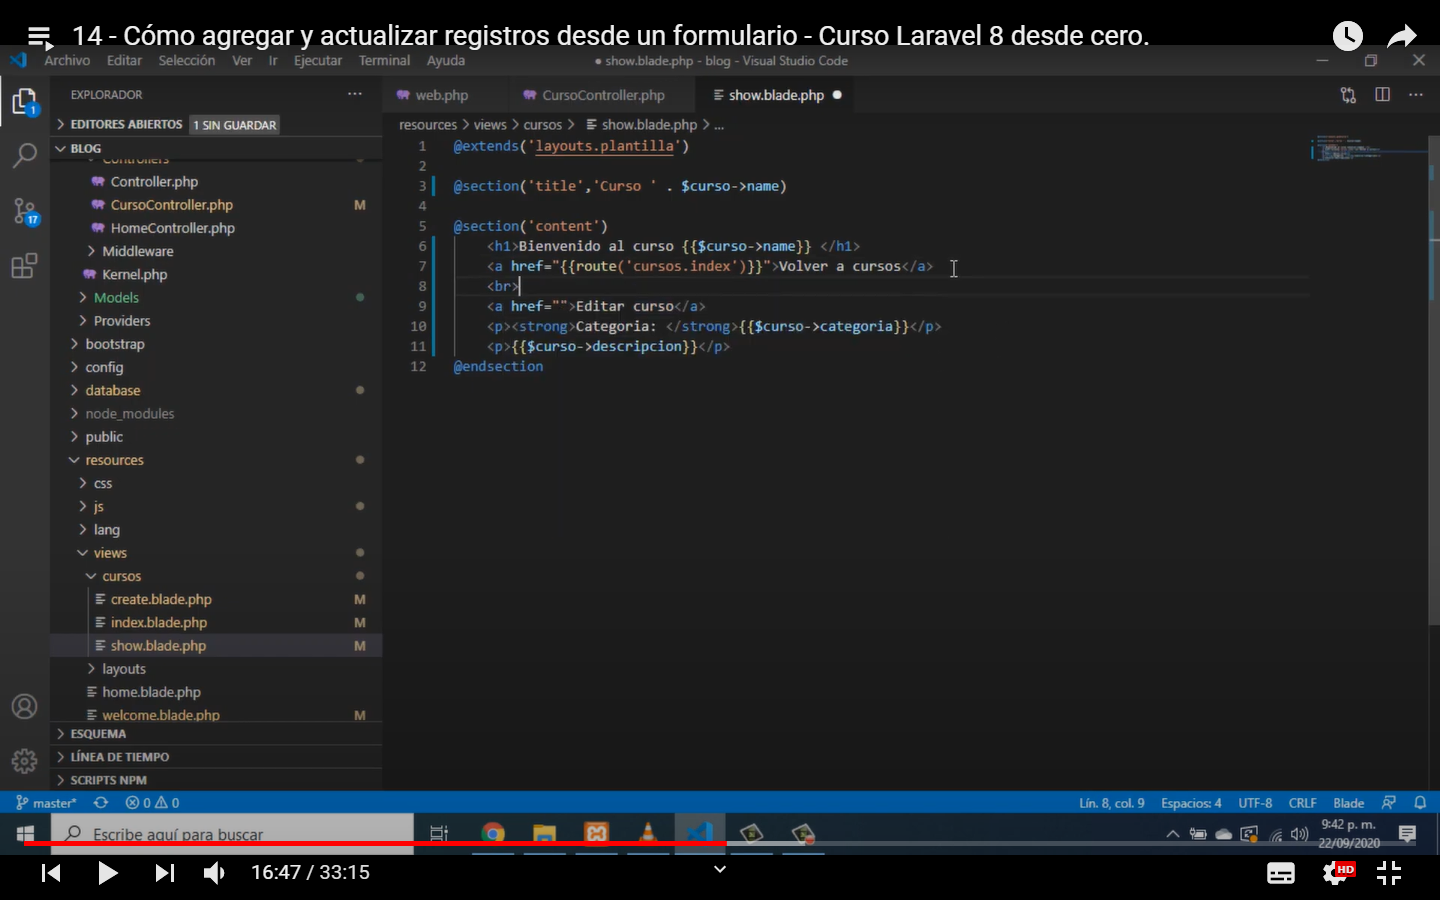 14 - Cómo agregar y actualizar registros desde un formulario - Curso Laravel 8 desde cero.
Archivo Editar Selección Ver Ir Ejecutar Terminal Ayuda
● show.blade.php - blog - Visual Studio Code
EXPLORADOR
EDITORES ABIERTOS 1 SIN GUARDAR
BLOG
Controllers
Controller.php
CursoController.php M
HomeController.php
Middleware
Kernel.php
Models
Providers
bootstrap
config
database
node_modules
public
resources
css
js
lang
views
cursos
create.blade.php M
index.blade.php M
show.blade.php M
layouts
home.blade.php
welcome.blade.php M
ESQUEMA
LÍNEA DE TIEMPO
SCRIPTS NPM
1
17
web.php CursoController.php show.blade.php
resources > views > cursos > show.blade.php > ...
1 @extends('layouts.plantilla')
2
3 @section('title','Curso ' . $curso->name)
4
5 @section('content')
6 <h1>Bienvenido al curso {{$curso->name}} </h1>
7 <a href="{{route('cursos.index')}}">Volver a cursos</a>
8 <br>
9 <a href="">Editar curso</a>
10 <p><strong>Categoria: </strong>{{$curso->categoria}}</p>
11 <p>{{$curso->descripcion}}</p>
12 @endsection
master* 0 0 Lín. 8, col. 9 Espacios: 4 UTF-8 CRLF Blade
Escribe aquí para buscar
9:42 p. m.
22/09/2020
16:47 / 33:15
HD